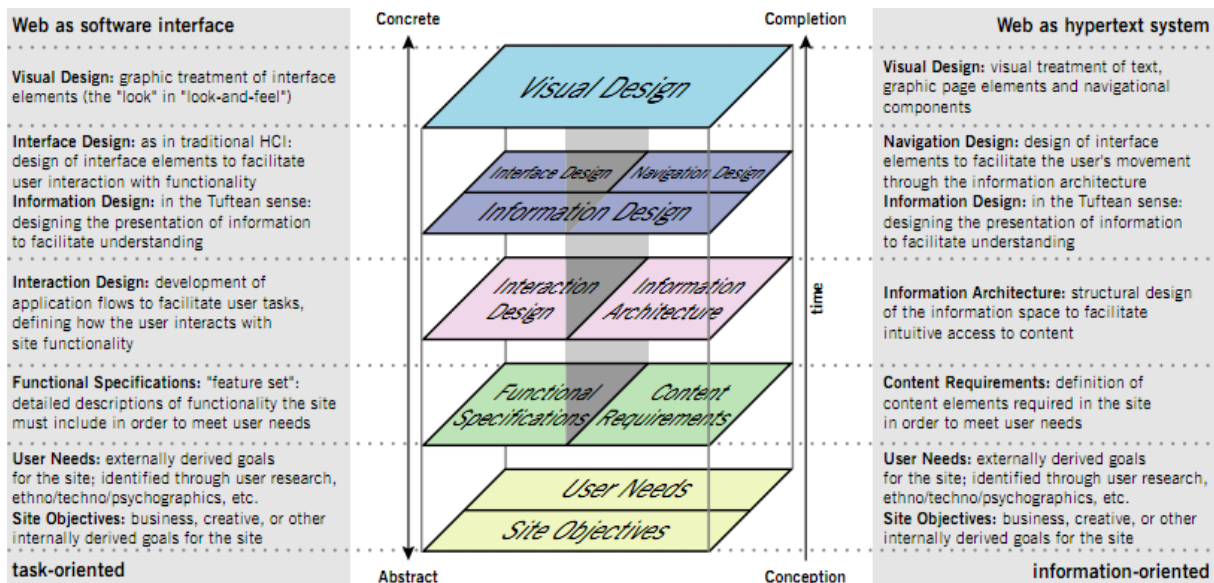 Web as software interface
Visual Design: graphic treatment of interface
elements (the "look" in "look-and-feel")
Interface Design: as in traditional HCI:
design of interface elements to facilitate
user interaction with functionality
Information Design: in the Tuftean sense:
designing the presentation of information
to facilitate understanding
Interaction Design: development of
application flows to facilitate user tasks,
defining how the user interacts with
site functionality
Functional Specifications: "feature set":
detailed descriptions of functionality the site
must include in order to meet user needs
User Needs: externally derived goals
for the site; identified through user research,
ethno/techno/psychographics, etc.
Site Objectives: business, creative, or other
internally derived goals for the site
task-oriented
Concrete
Completion
Visual Design
Interface Design
Navigation Design
Information Design
Interaction
Design
Information
Architecture
Functional
Specifications
Content
Requirements
User Needs
Site Objectives
time
Abstract
Conception
Web as hypertext system
Visual Design: visual treatment of text,
graphic page elements and navigational
components
Navigation Design: design of interface
elements to facilitate the user's movement
through the information architecture
Information Design: in the Tuftean sense:
designing the presentation of information
to facilitate understanding
Information Architecture: structural design
of the information space to facilitate
intuitive access to content
Content Requirements: definition of
content elements required in the site
in order to meet user needs
User Needs: externally derived goals
for the site; identified through user research,
ethno/techno/psychographics, etc.
Site Objectives: business, creative, or other
internally derived goals for the site
information-oriented